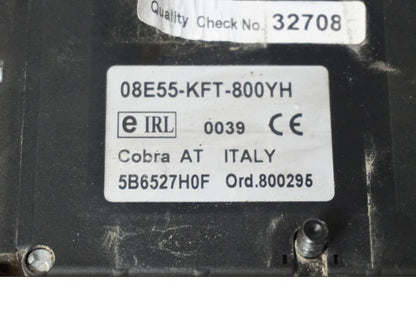 Quality Check No. 32708
08E55-KFT-800YH
e IRL 0039 CE
Cobra AT ITALY
5B6527H0F Ord.800295